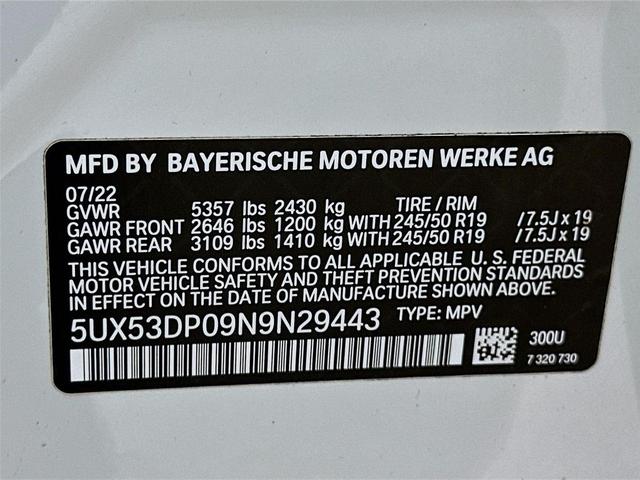 MFD BY BAYERISCHE MOTOREN WERKE AG
07/22
GVWR 5357 lbs 2430 kg TIRE / RIM
GAWR FRONT 2646 lbs 1200 kg WITH 245/50 R19 /7.5J x 19
GAWR REAR 3109 lbs 1410 kg WITH 245/50 R19 /7.5J x 19
THIS VEHICLE CONFORMS TO ALL APPLICABLE U. S. FEDERAL
MOTOR VEHICLE SAFETY AND THEFT PREVENTION STANDARDS
IN EFFECT ON THE DATE OF MANUFACTURE SHOWN ABOVE.
5UX53DP09N9N29443 TYPE: MPV
300U
7 320 730